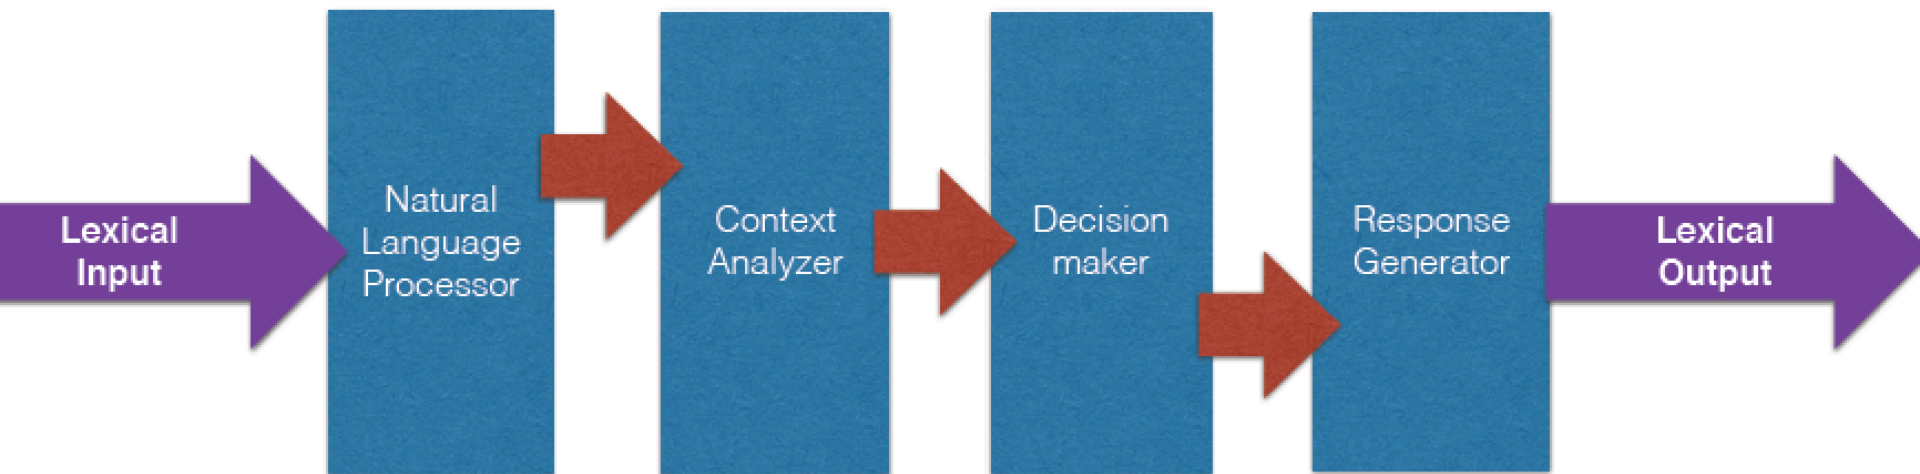 Lexical
Input
Natural
Language
Processor
Context
Analyzer
Decision
maker
Response
Generator
Lexical
Output